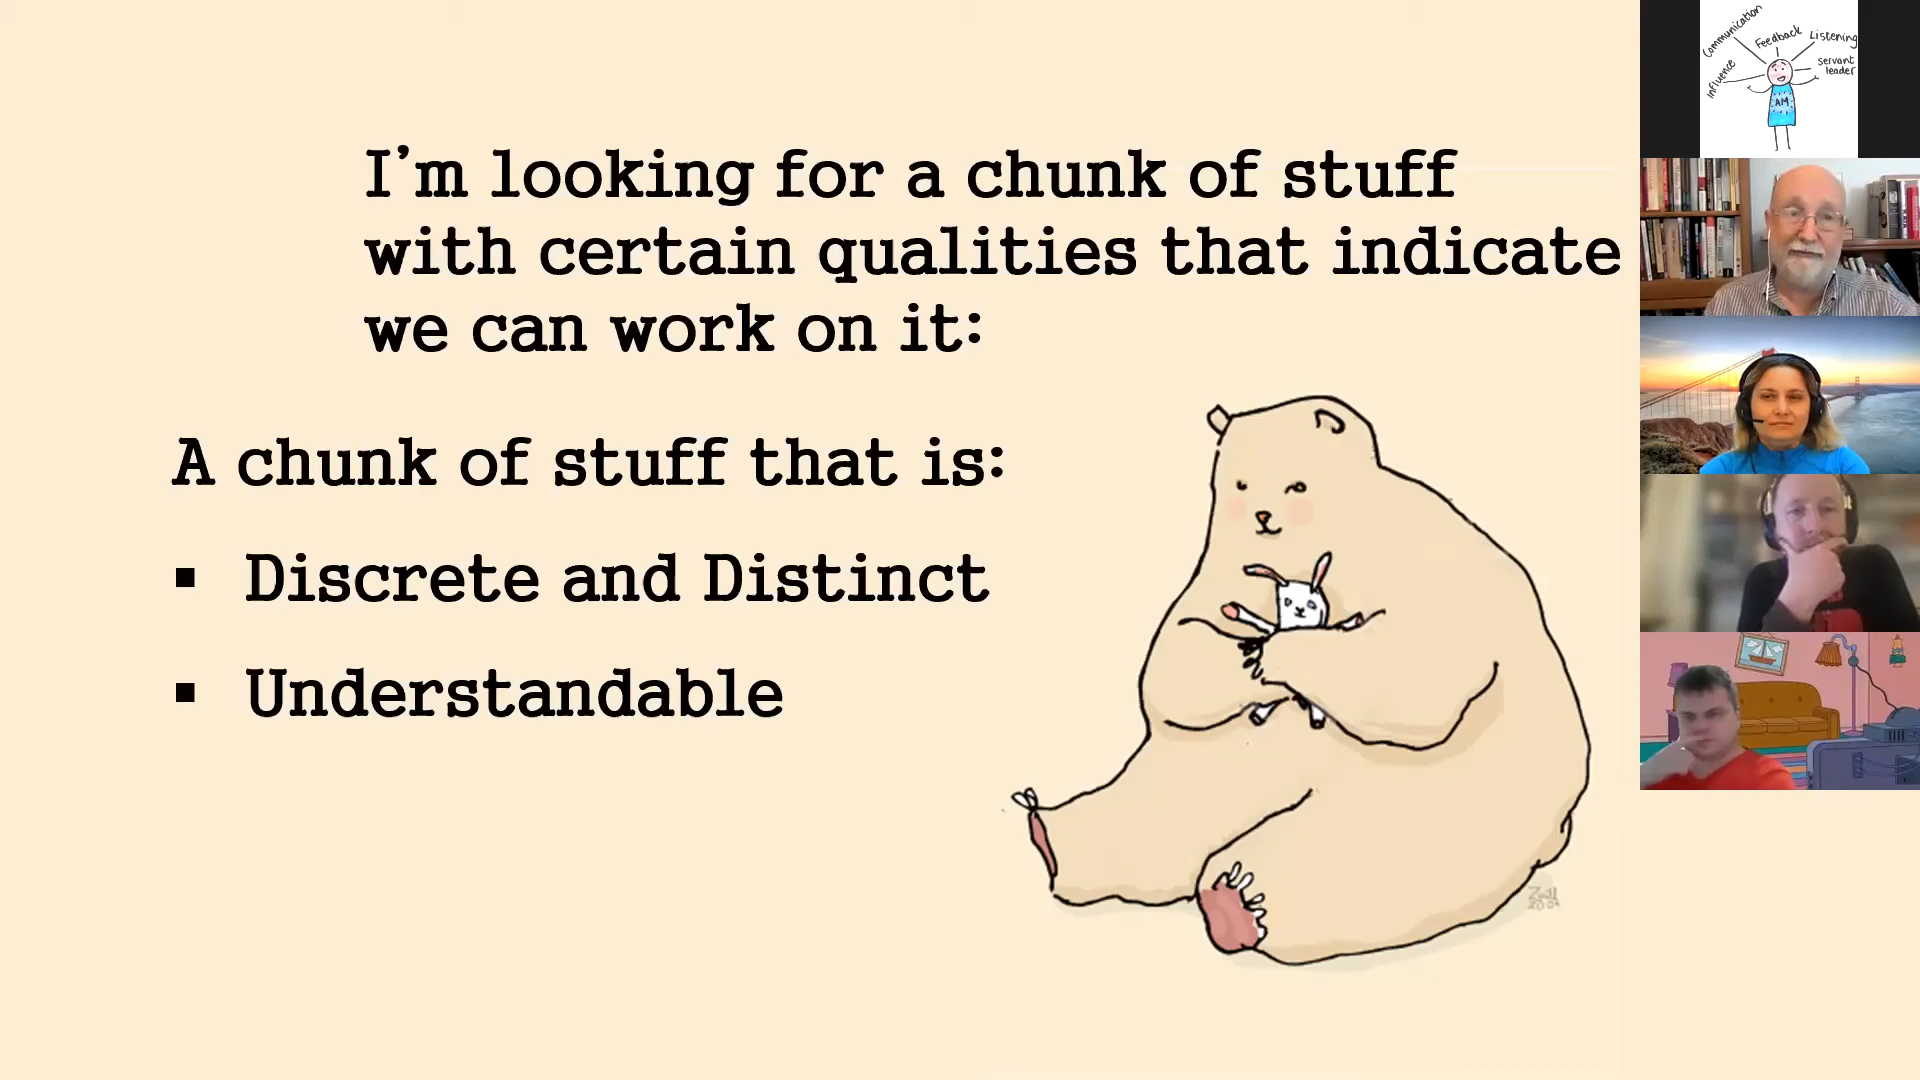 I'm looking for a chunk of stuff
with certain qualities that indicate
we can work on it:
A chunk of stuff that is:
▪ Discrete and Distinct
▪ Understandable
Communication
Feedback
Listening
Influence
servant
leader
AM